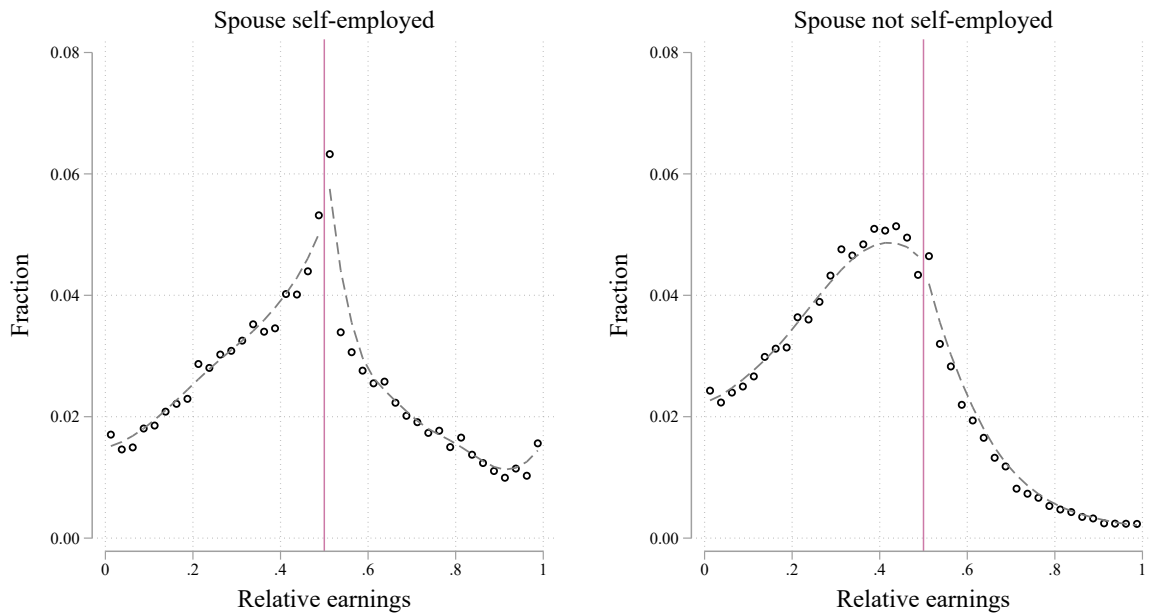 Spouse self-employed
0.08
0.06
0.04
0.02
0.00
Fraction
0 .2 .4 .6 .8 1
Relative earnings
Spouse not self-employed
0.08
0.06
0.04
0.02
0.00
Fraction
0 .2 .4 .6 .8 1
Relative earnings